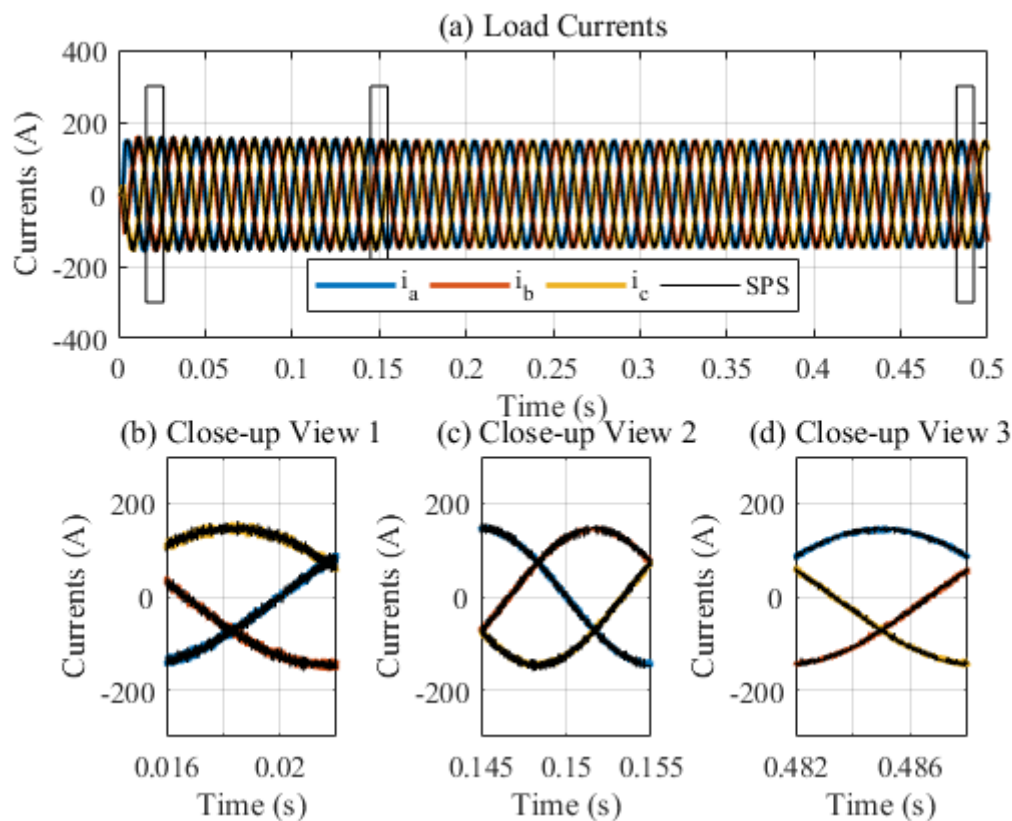 (a) Load Currents
400
200
0
-200
-400
Currents (A)
i_a i_b i_c SPS
0 0.05 0.1 0.15 0.2 0.25 0.3 0.35 0.4 0.45 0.5
Time (s)
(b) Close-up View 1
200
0
-200
Currents (A)
0.016 0.02
Time (s)
(c) Close-up View 2
200
0
-200
Currents (A)
0.145 0.15 0.155
Time (s)
(d) Close-up View 3
200
0
-200
Currents (A)
0.482 0.486
Time (s)